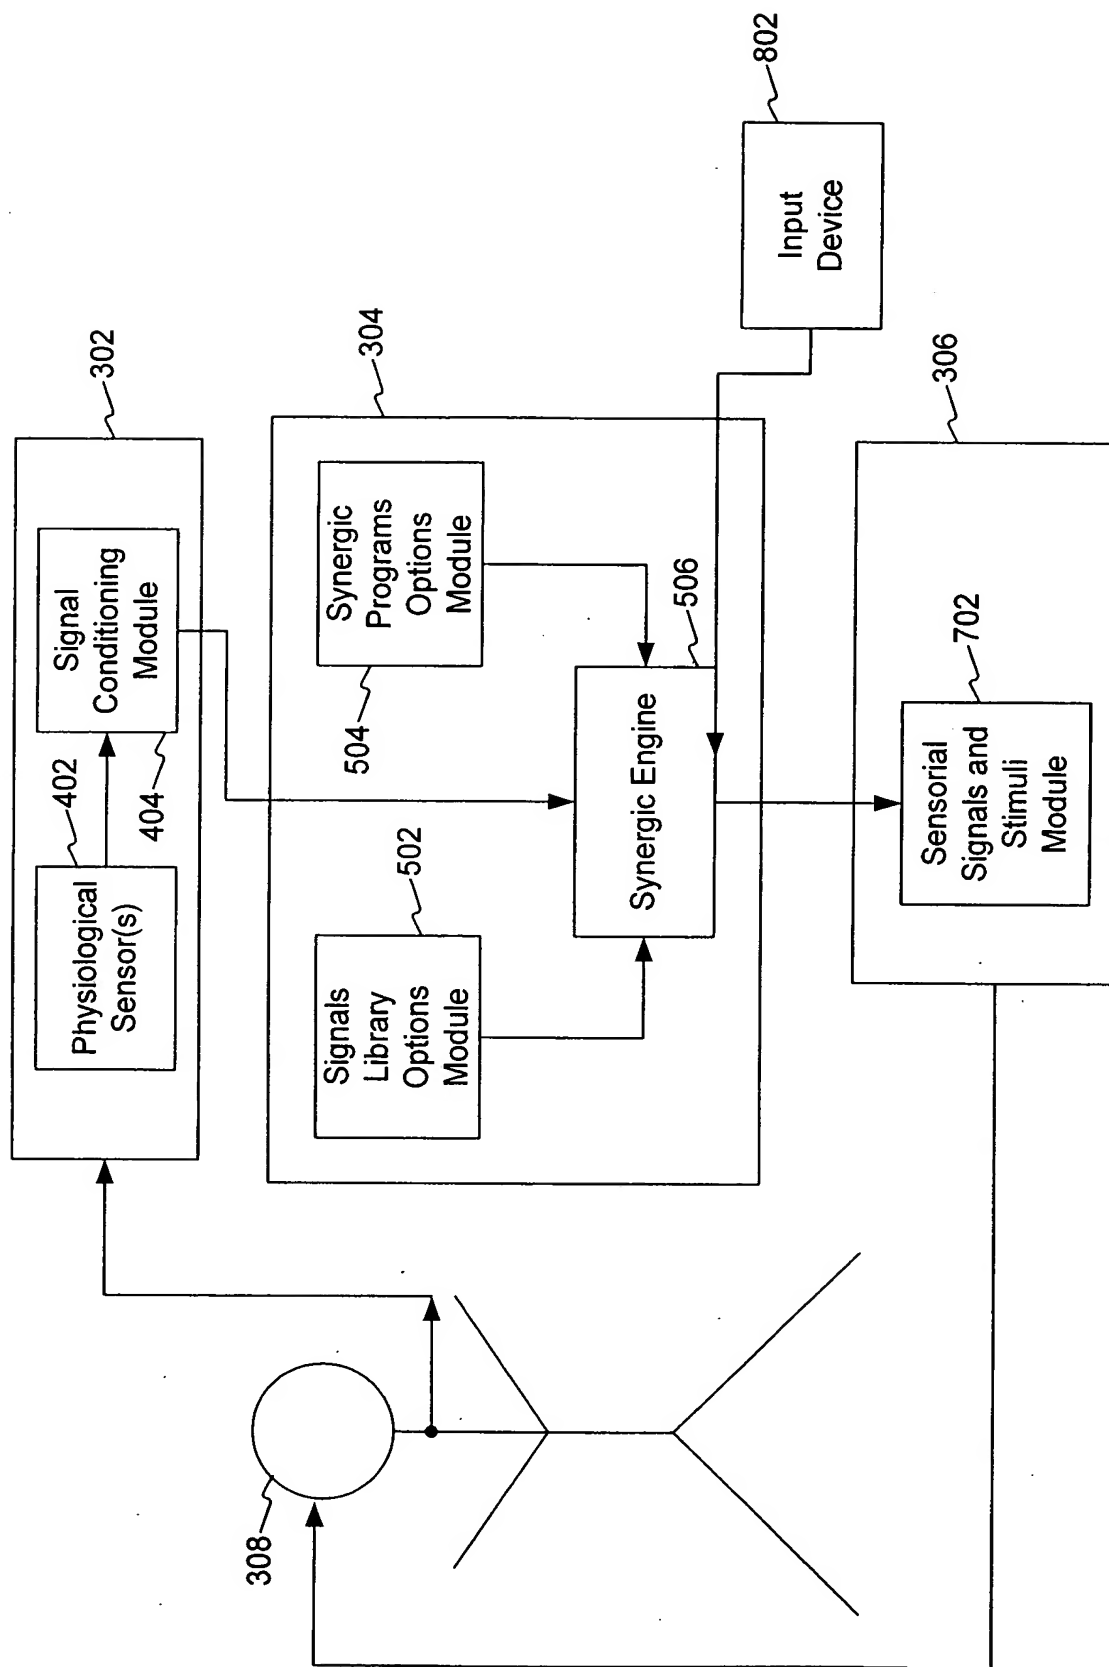 302
Physiological
Sensor(s)
402
Signal
Conditioning
Module
404
304
Signals
Library
Options
Module
502
Synergic
Programs
Options
Module
504
Synergic Engine
506
Input
Device
802
306
Sensorial
Signals and
Stimuli
Module
702
308